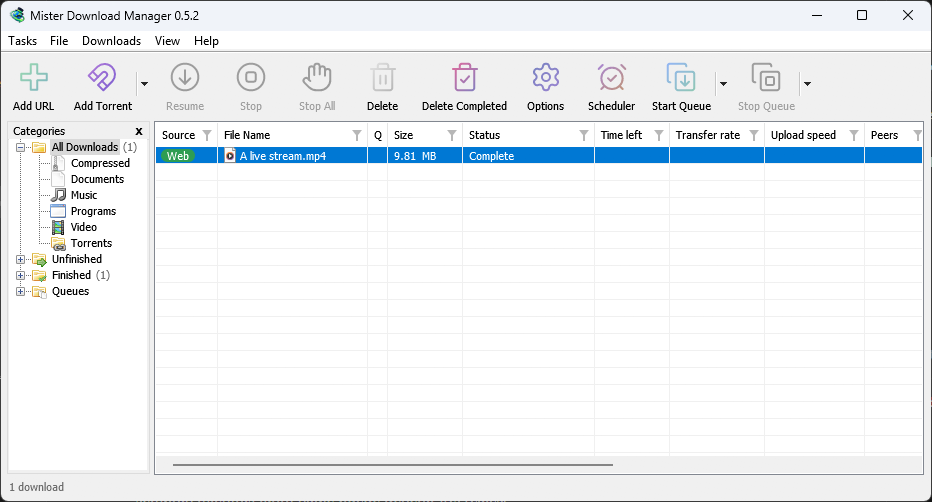 Mister Download Manager 0.5.2
Tasks File Downloads View Help
Add URL Add Torrent Resume Stop Stop All Delete Delete Completed Options Scheduler Start Queue Stop Queue
Categories x
Source File Name Q Size Status Time left Transfer rate Upload speed Peers
All Downloads (1)
Web A live stream.mp4 9.81 MB Complete
Compressed
Documents
Music
Programs
Video
Torrents
Unfinished
Finished (1)
Queues
1 download